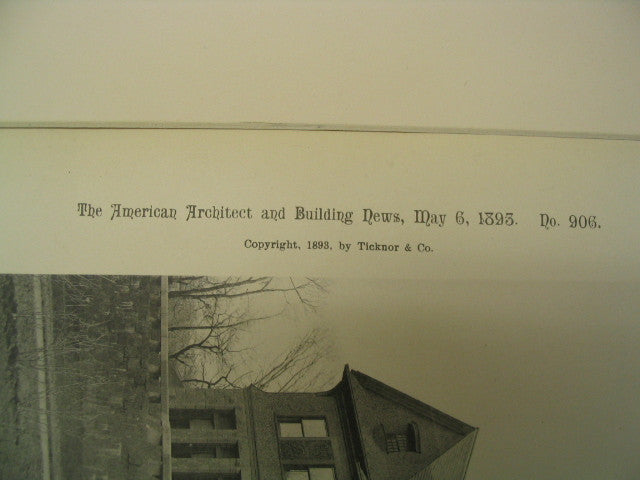 The American Architect and Building News, May 6, 1893. No. 906.
Copyright, 1893, by Ticknor & Co.